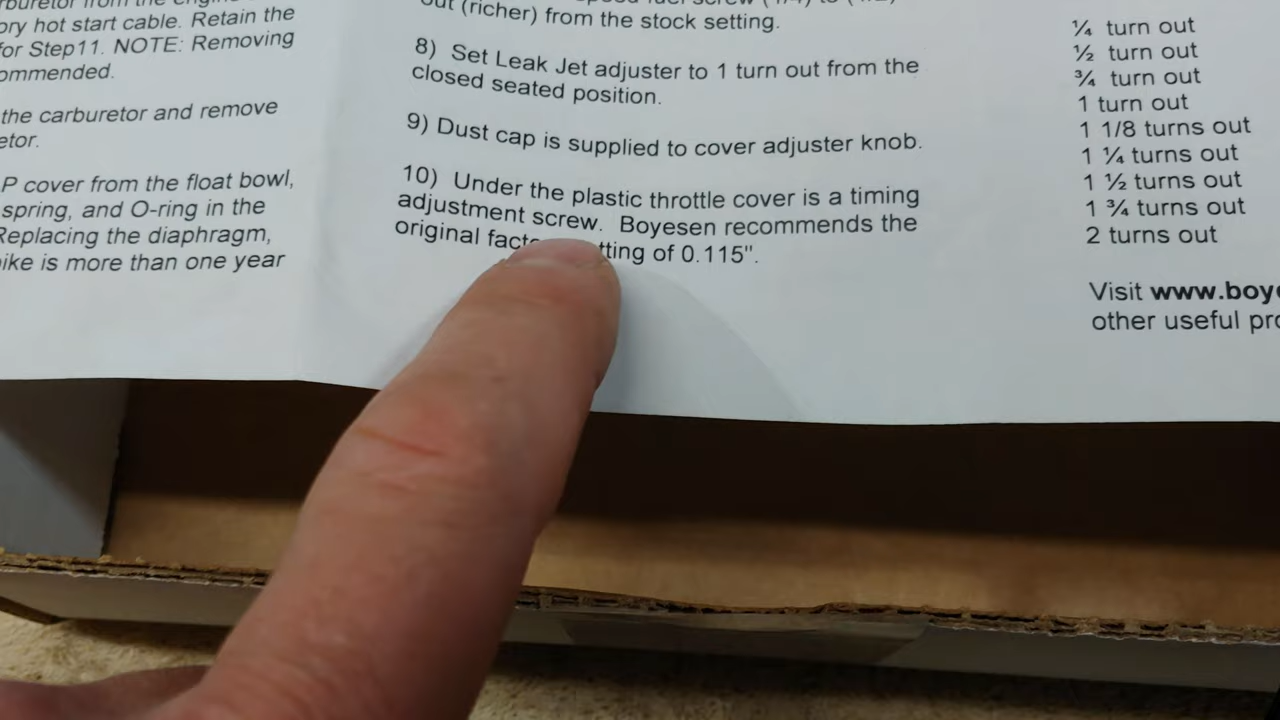 ory hot start cable. Retain the
for Step11. NOTE: Removing
ommended.
the carburetor and remove
etor.
P cover from the float bowl,
spring, and O-ring in the
Replacing the diaphragm,
ike is more than one year
out (richer) from the stock setting.
8) Set Leak Jet adjuster to 1 turn out from the
closed seated position.
9) Dust cap is supplied to cover adjuster knob.
10) Under the plastic throttle cover is a timing
adjustment screw. Boyesen recommends the
original fact tting of 0.115".
¼ turn out
½ turn out
¾ turn out
1 turn out
1 1/8 turns out
1 ¼ turns out
1 ½ turns out
1 ¾ turns out
2 turns out
Visit www.boye
other useful pro